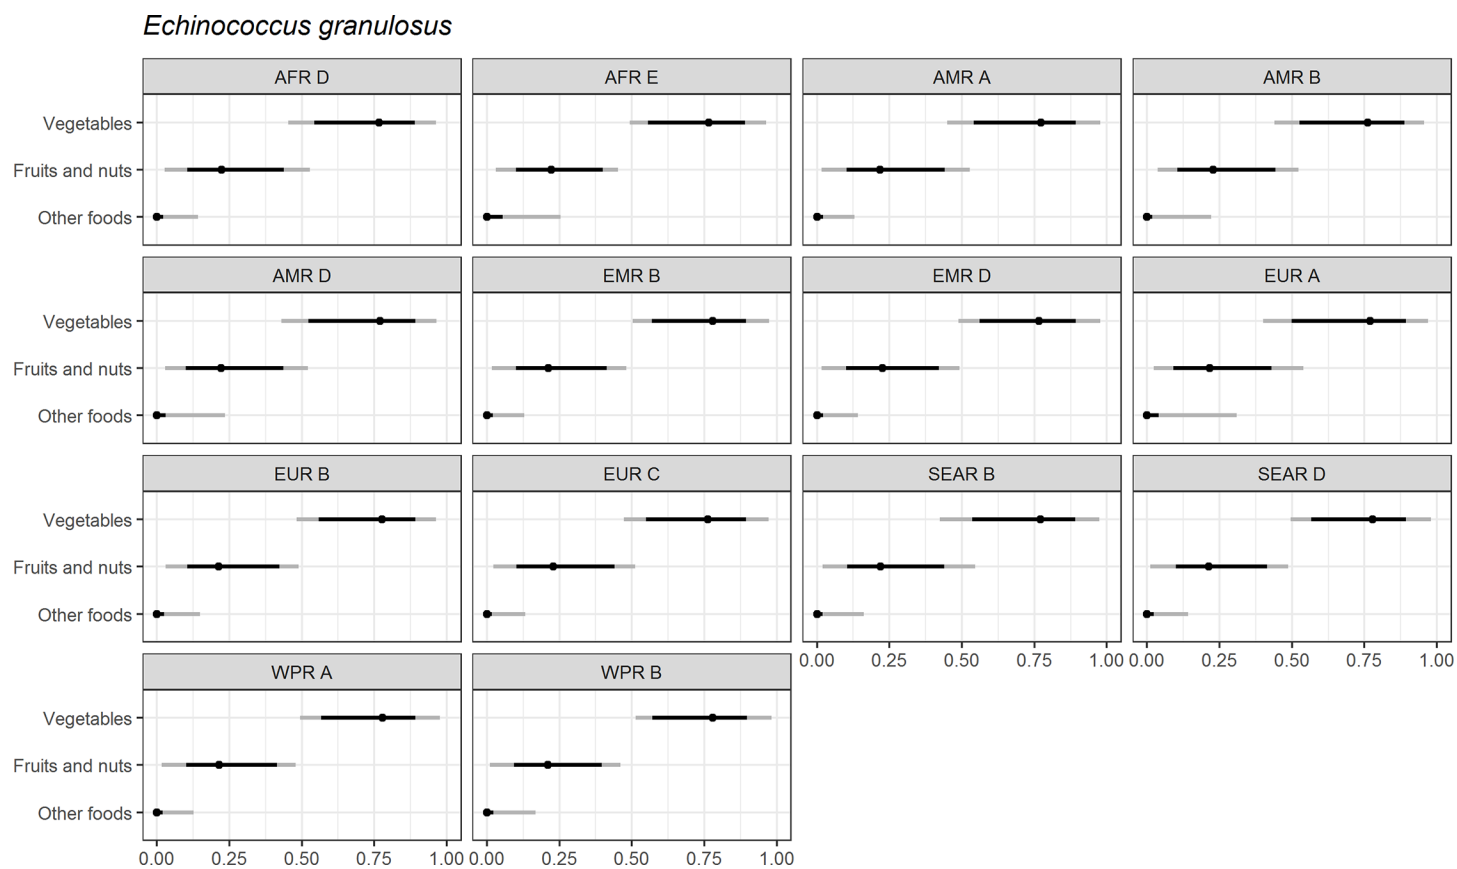 Echinococcus granulosus
AFR D
AFR E
AMR A
AMR B
Vegetables
Fruits and nuts
Other foods
AMR D
EMR B
EMR D
EUR A
Vegetables
Fruits and nuts
Other foods
EUR B
EUR C
SEAR B
SEAR D
Vegetables
Fruits and nuts
Other foods
0.00 0.25 0.50 0.75 1.00
0.00 0.25 0.50 0.75 1.00
WPR A
WPR B
Vegetables
Fruits and nuts
Other foods
0.00 0.25 0.50 0.75 1.00
0.00 0.25 0.50 0.75 1.00